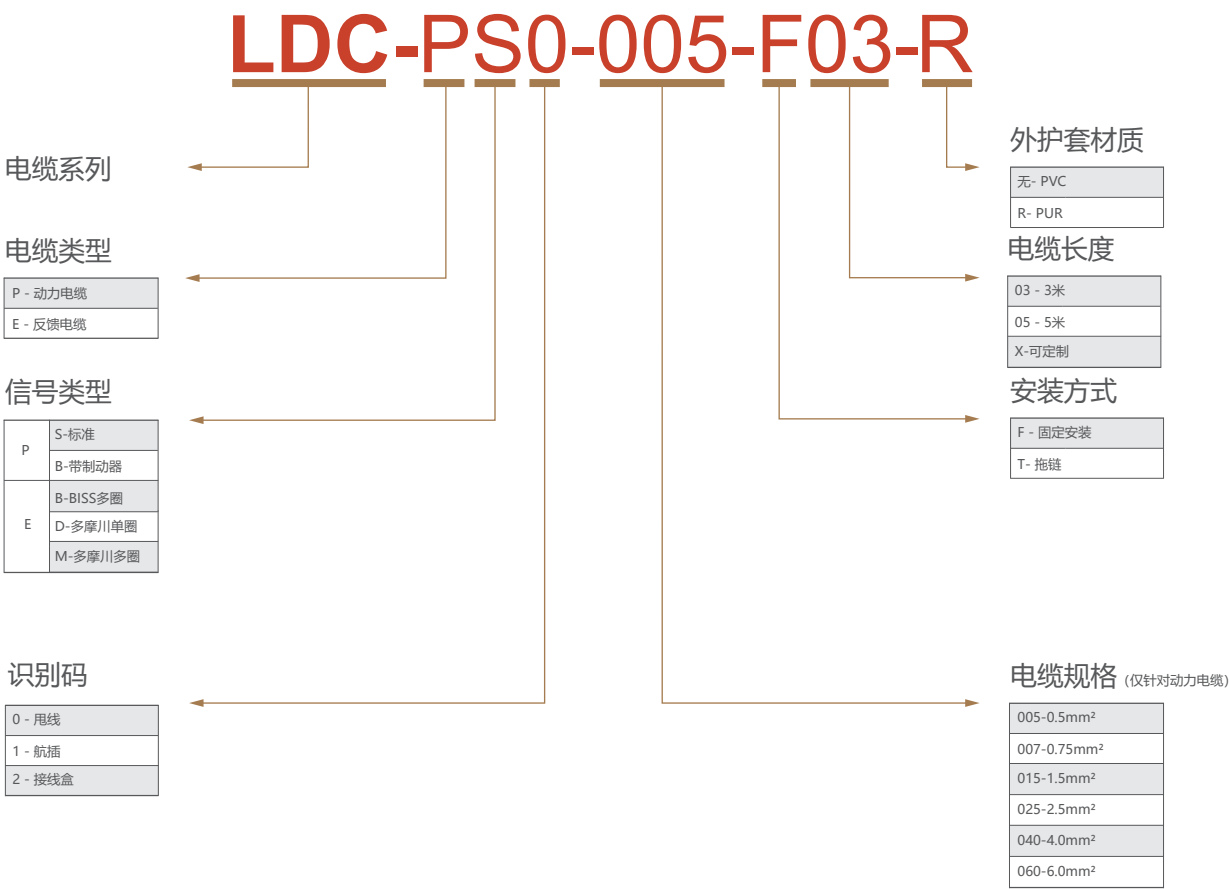 LDC-PS0-005-F03-R
电缆系列
电缆类型
P - 动力电缆
E - 反馈电缆
信号类型
P
S-标准
B-带制动器
E
B-BISS多圈
D-多摩川单圈
M-多摩川多圈
识别码
0 - 甩线
1 - 航插
2 - 接线盒
外护套材质
无- PVC
R- PUR
电缆长度
03 - 3米
05 - 5米
X-可定制
安装方式
F - 固定安装
T- 拖链
电缆规格 (仅针对动力电缆)
005-0.5mm²
007-0.75mm²
015-1.5mm²
025-2.5mm²
040-4.0mm²
060-6.0mm²